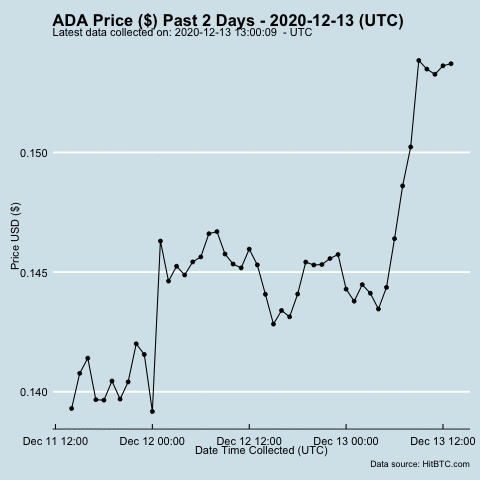 ADA Price ($) Past 2 Days - 2020-12-13 (UTC)
Latest data collected on: 2020-12-13 13:00:09  - UTC
0.150
0.145
0.140
Price USD ($)
Dec 11 12:00 Dec 12 00:00 Dec 12 12:00 Dec 13 00:00 Dec 13 12:00
Date Time Collected (UTC)
Data source: HitBTC.com